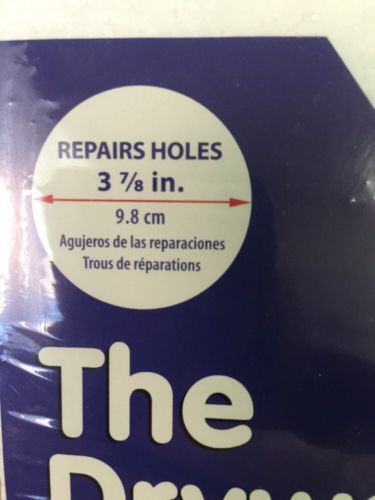 REPAIRS HOLES
3 ⅞ in.
9.8 cm
Agujeros de las reparaciones
Trous de réparations
The